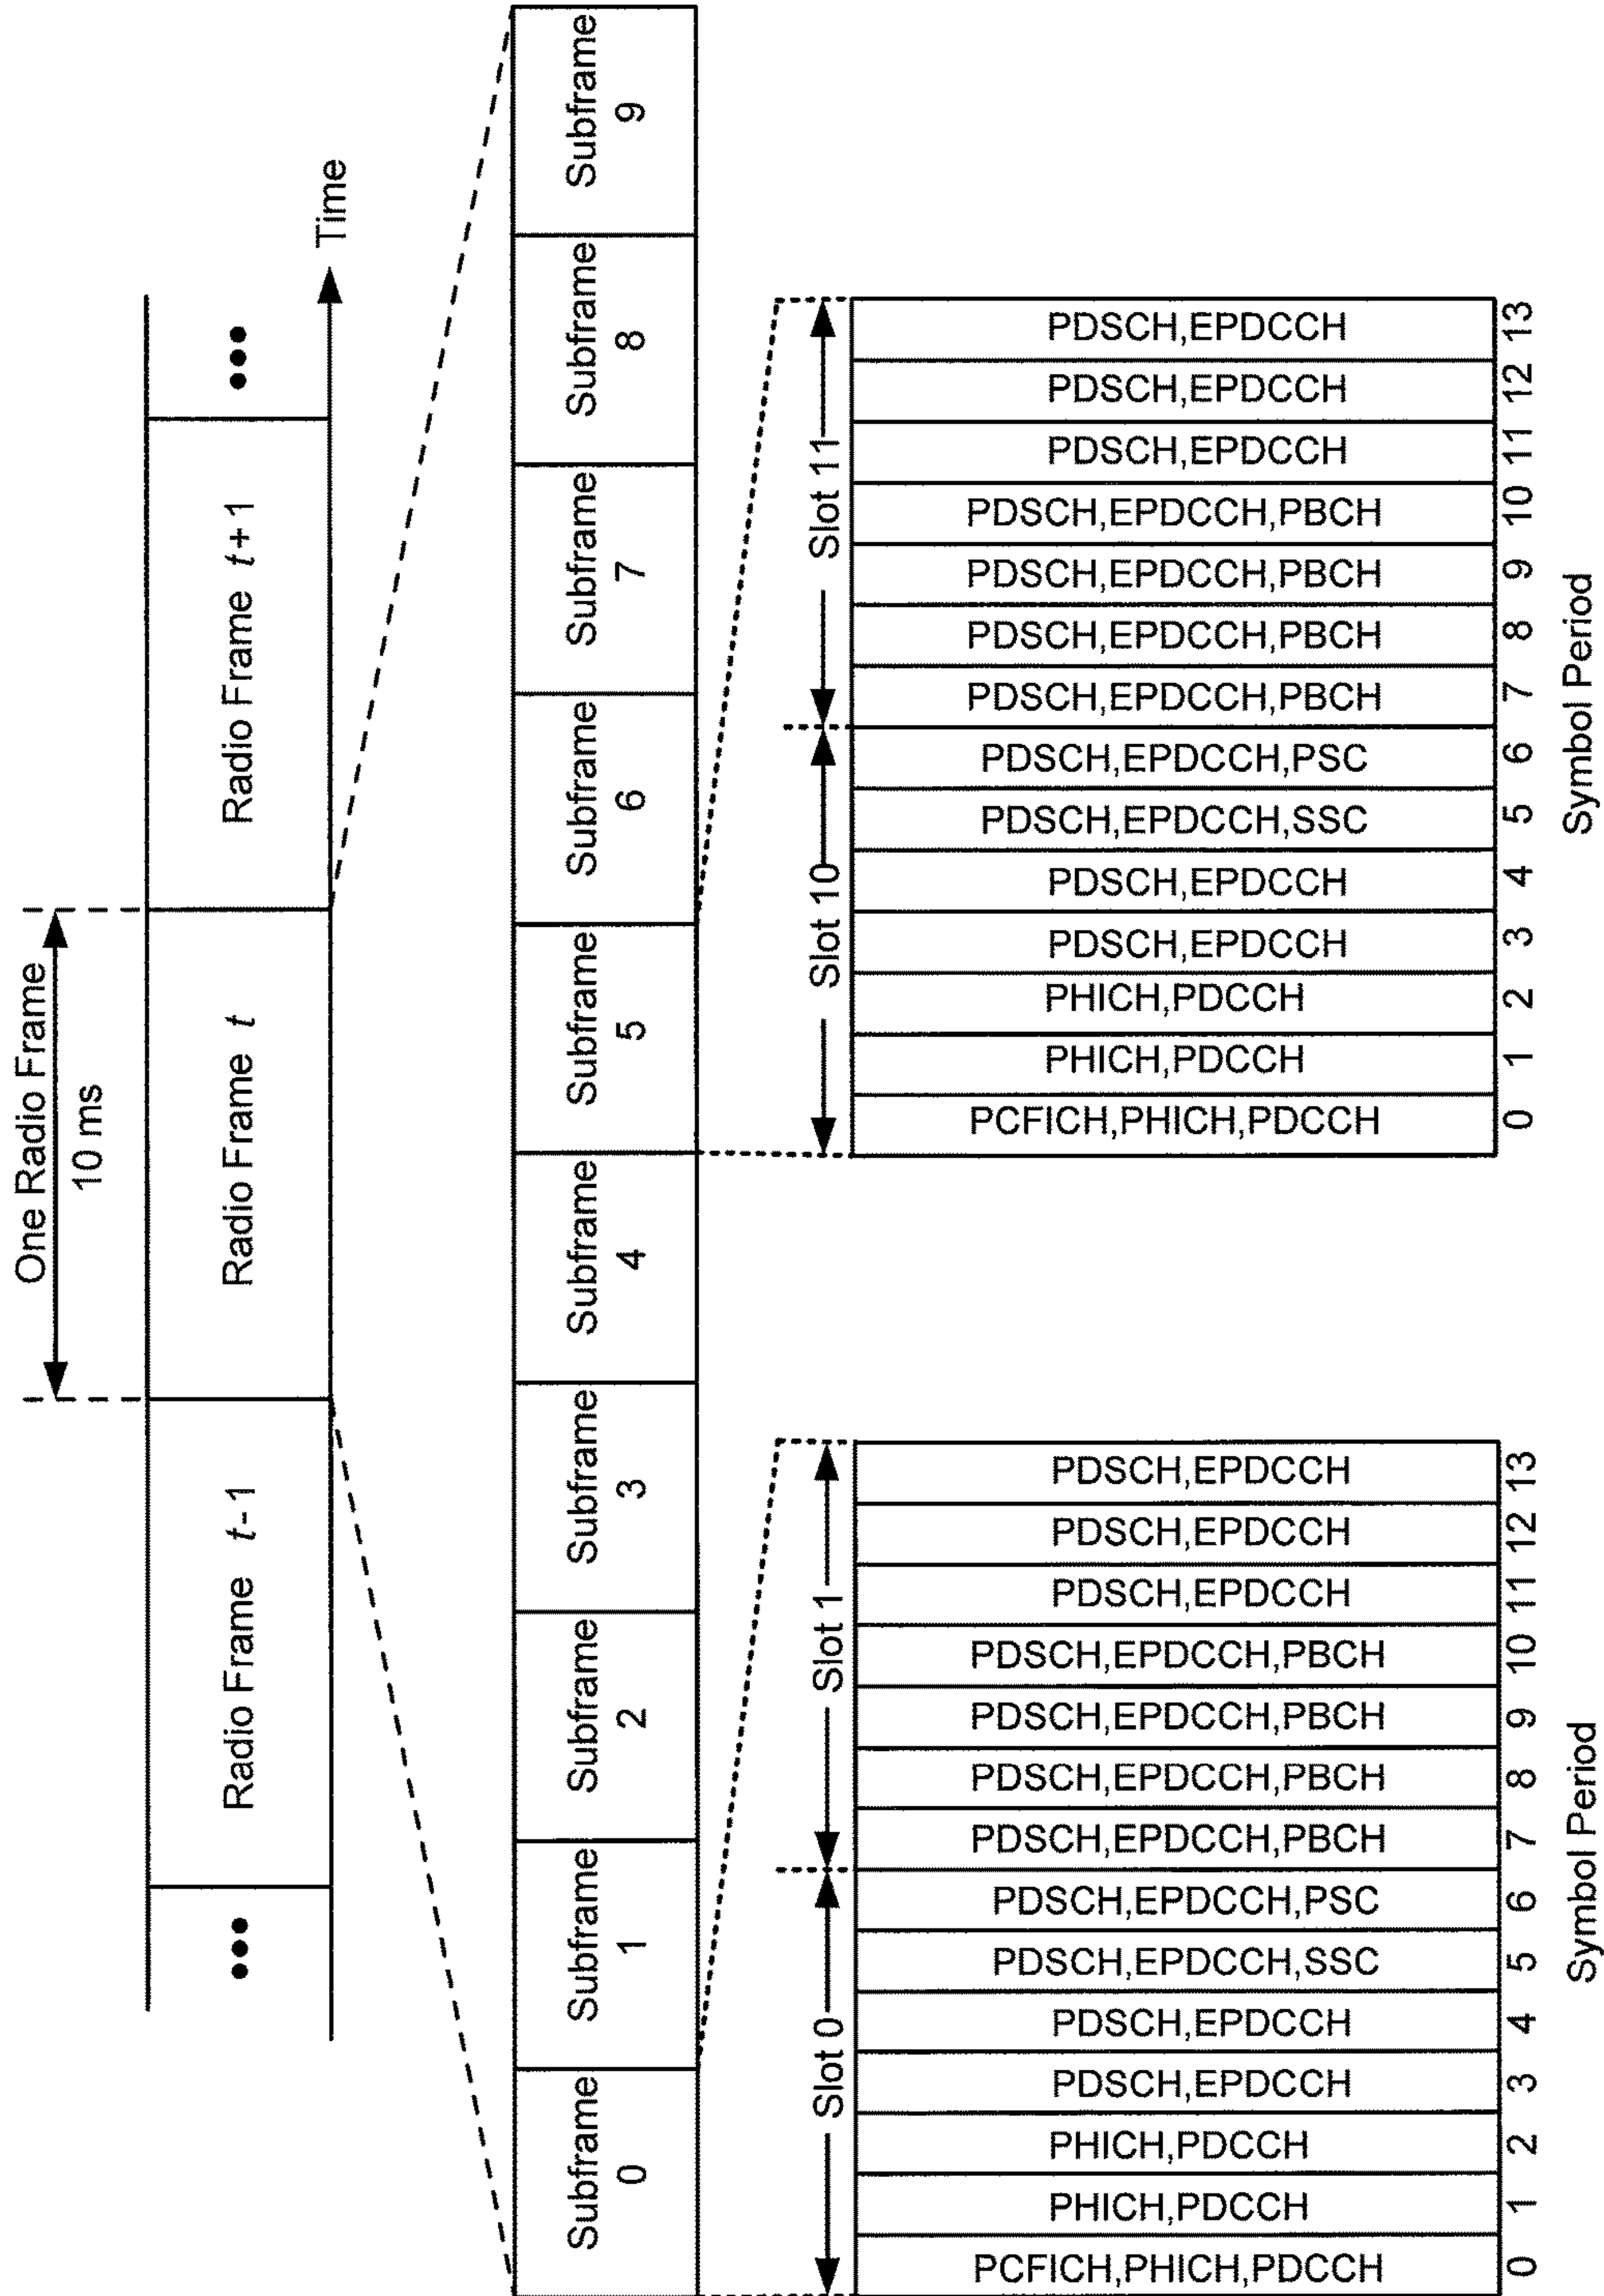 One Radio Frame
10 ms
•••
Radio Frame t-1
Radio Frame t
Radio Frame t+1
•••
Time
Subframe
0
Subframe
1
Subframe
2
Subframe
3
Subframe
4
Subframe
5
Subframe
6
Subframe
7
Subframe
8
Subframe
9
Slot 0
Slot 1
PCFICH,PHICH,PDCCH
PHICH,PDCCH
PHICH,PDCCH
PDSCH,EPDCCH
PDSCH,EPDCCH
PDSCH,EPDCCH,SSC
PDSCH,EPDCCH,PSC
PDSCH,EPDCCH,PBCH
PDSCH,EPDCCH,PBCH
PDSCH,EPDCCH,PBCH
PDSCH,EPDCCH,PBCH
PDSCH,EPDCCH
PDSCH,EPDCCH
PDSCH,EPDCCH
0 1 2 3 4 5 6 7 8 9 10 11 12 13
Symbol Period
Slot 10
Slot 11
PCFICH,PHICH,PDCCH
PHICH,PDCCH
PHICH,PDCCH
PDSCH,EPDCCH
PDSCH,EPDCCH
PDSCH,EPDCCH,SSC
PDSCH,EPDCCH,PSC
PDSCH,EPDCCH,PBCH
PDSCH,EPDCCH,PBCH
PDSCH,EPDCCH,PBCH
PDSCH,EPDCCH,PBCH
PDSCH,EPDCCH
PDSCH,EPDCCH
PDSCH,EPDCCH
0 1 2 3 4 5 6 7 8 9 10 11 12 13
Symbol Period